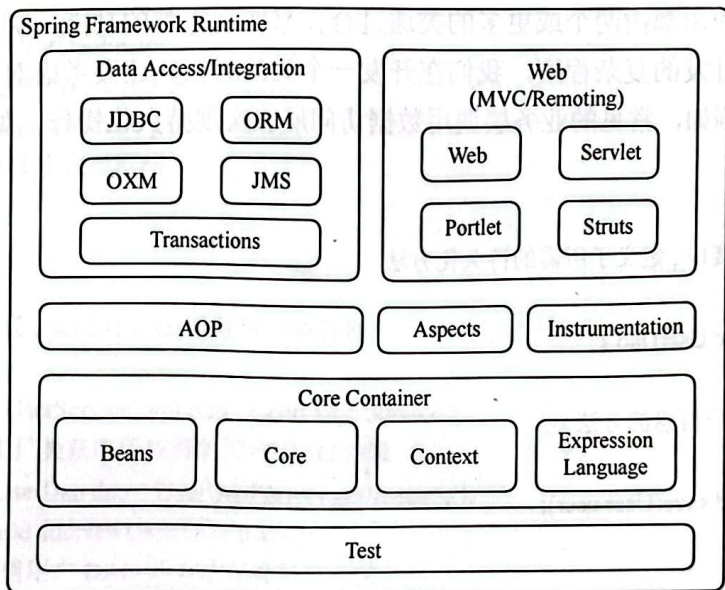 Spring Framework Runtime
Data Access/Integration
JDBC
ORM
OXM
JMS
Transactions
Web
(MVC/Remoting)
Web
Servlet
Portlet
Struts
AOP
Aspects
Instrumentation
Core Container
Beans
Core
Context
Expression
Language
Test